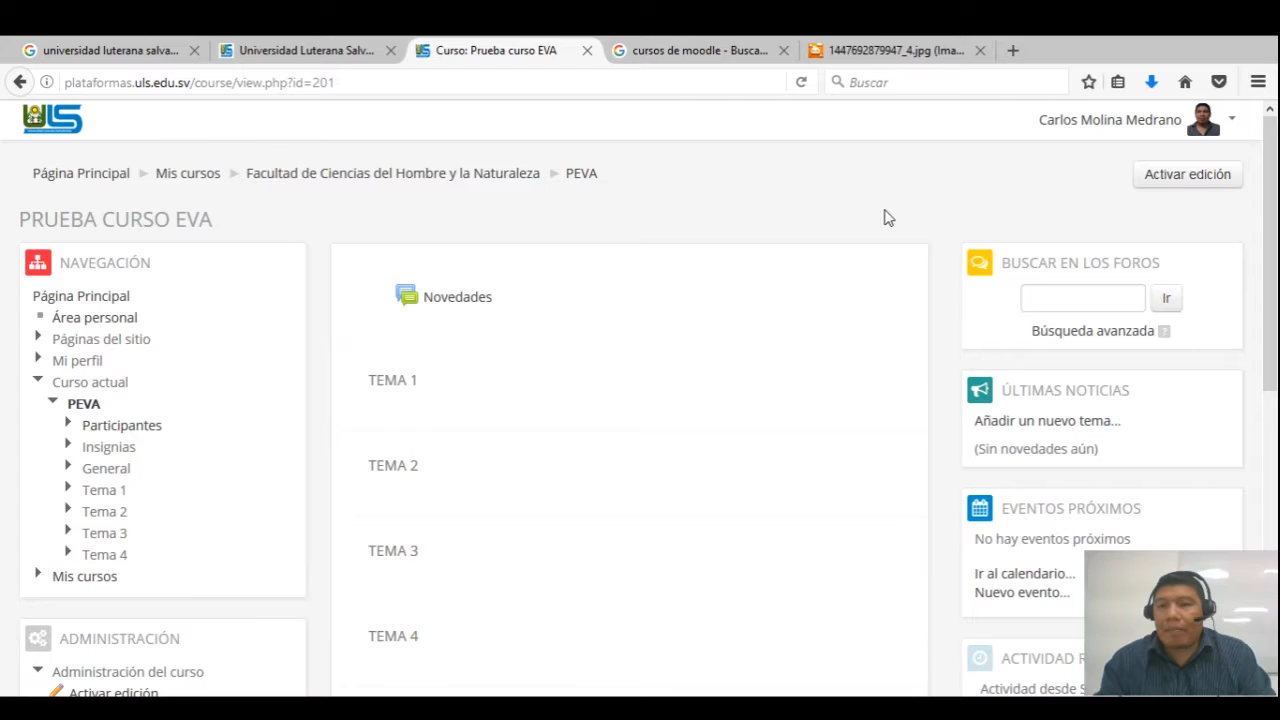 universidad luterana salva...
Universidad Luterana Salv...
Curso: Prueba curso EVA
cursos de moodle - Busca...
1447692879947_4.jpg (Ima...
plataformas.uls.edu.sv/course/view.php?id=201
Buscar
ULS
Carlos Molina Medrano
Página Principal
Mis cursos
Facultad de Ciencias del Hombre y la Naturaleza
PEVA
Activar edición
PRUEBA CURSO EVA
NAVEGACIÓN
Página Principal
Área personal
Páginas del sitio
Mi perfil
Curso actual
PEVA
Participantes
Insignias
General
Tema 1
Tema 2
Tema 3
Tema 4
Mis cursos
ADMINISTRACIÓN
Administración del curso
Activar edición
Novedades
TEMA 1
TEMA 2
TEMA 3
TEMA 4
BUSCAR EN LOS FOROS
Ir
Búsqueda avanzada ?
ÚLTIMAS NOTICIAS
Añadir un nuevo tema...
(Sin novedades aún)
EVENTOS PRÓXIMOS
No hay eventos próximos
Ir al calendario...
Nuevo evento...
ACTIVIDAD R
Actividad desde S